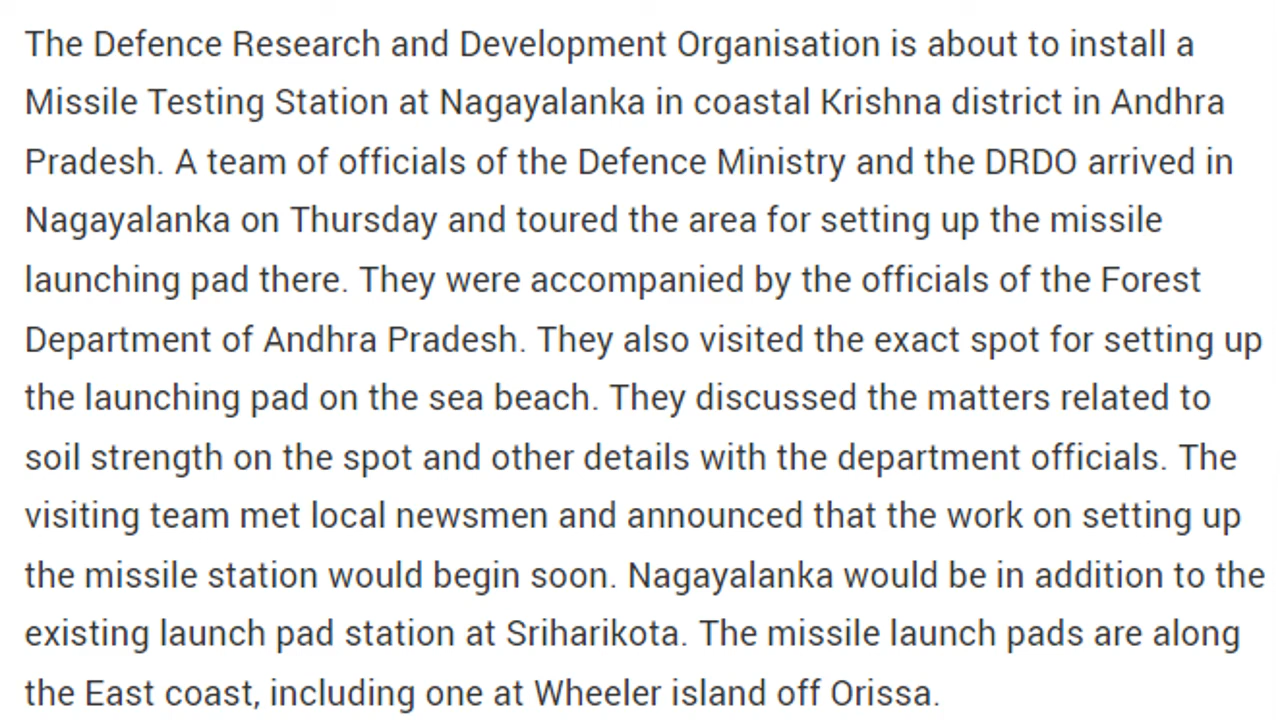 The Defence Research and Development Organisation is about to install a
Missile Testing Station at Nagayalanka in coastal Krishna district in Andhra
Pradesh. A team of officials of the Defence Ministry and the DRDO arrived in
Nagayalanka on Thursday and toured the area for setting up the missile
launching pad there. They were accompanied by the officials of the Forest
Department of Andhra Pradesh. They also visited the exact spot for setting up
the launching pad on the sea beach. They discussed the matters related to
soil strength on the spot and other details with the department officials. The
visiting team met local newsmen and announced that the work on setting up
the missile station would begin soon. Nagayalanka would be in addition to the
existing launch pad station at Sriharikota. The missile launch pads are along
the East coast, including one at Wheeler island off Orissa.